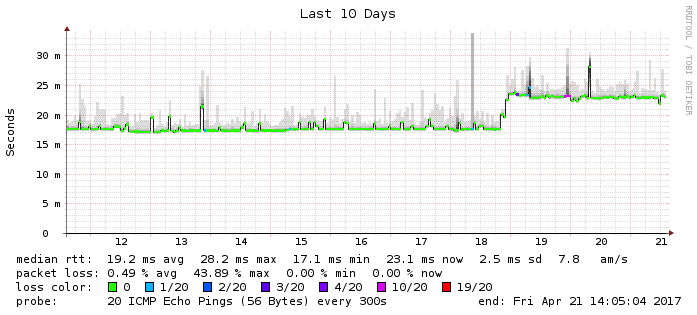 Last 10 Days
RRDTOOL / TOBI OETIKER
Seconds
30 m
25 m
20 m
15 m
10 m
5 m
0
12 13 14 15 16 17 18 19 20 21
median rtt: 19.2 ms avg 28.2 ms max 17.1 ms min 23.1 ms now 2.5 ms sd 7.8 am/s
packet loss: 0.49 % avg 43.89 % max 0.00 % min 0.00 % now
loss color: 0 1/20 2/20 3/20 4/20 10/20 19/20
probe: 20 ICMP Echo Pings (56 Bytes) every 300s end: Fri Apr 21 14:05:04 2017